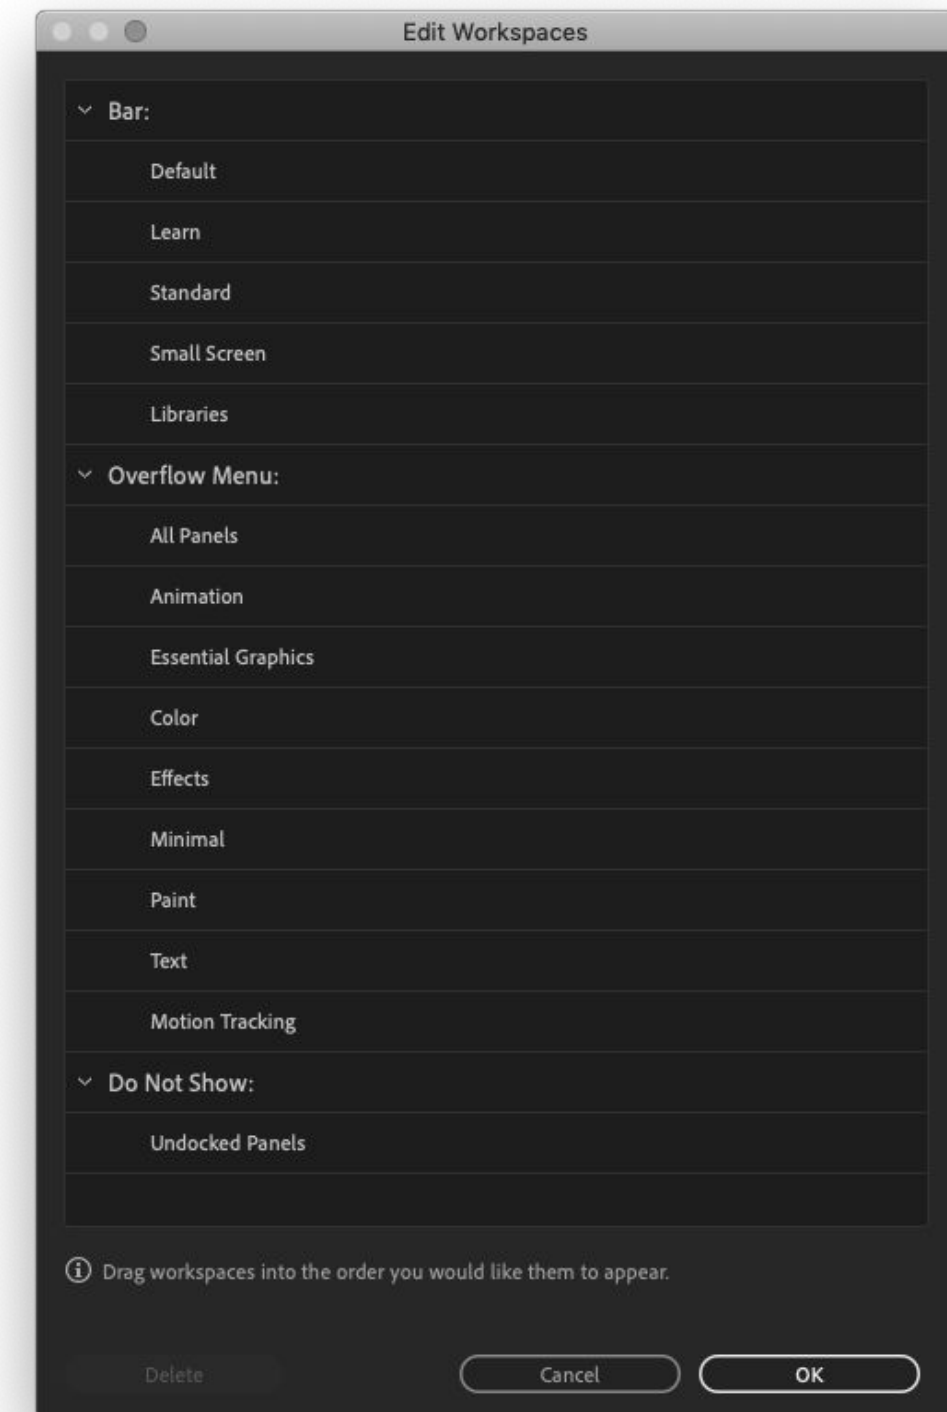 Edit Workspaces
Bar:
Default
Learn
Standard
Small Screen
Libraries
Overflow Menu:
All Panels
Animation
Essential Graphics
Color
Effects
Minimal
Paint
Text
Motion Tracking
Do Not Show:
Undocked Panels
Drag workspaces into the order you would like them to appear.
Delete Cancel OK